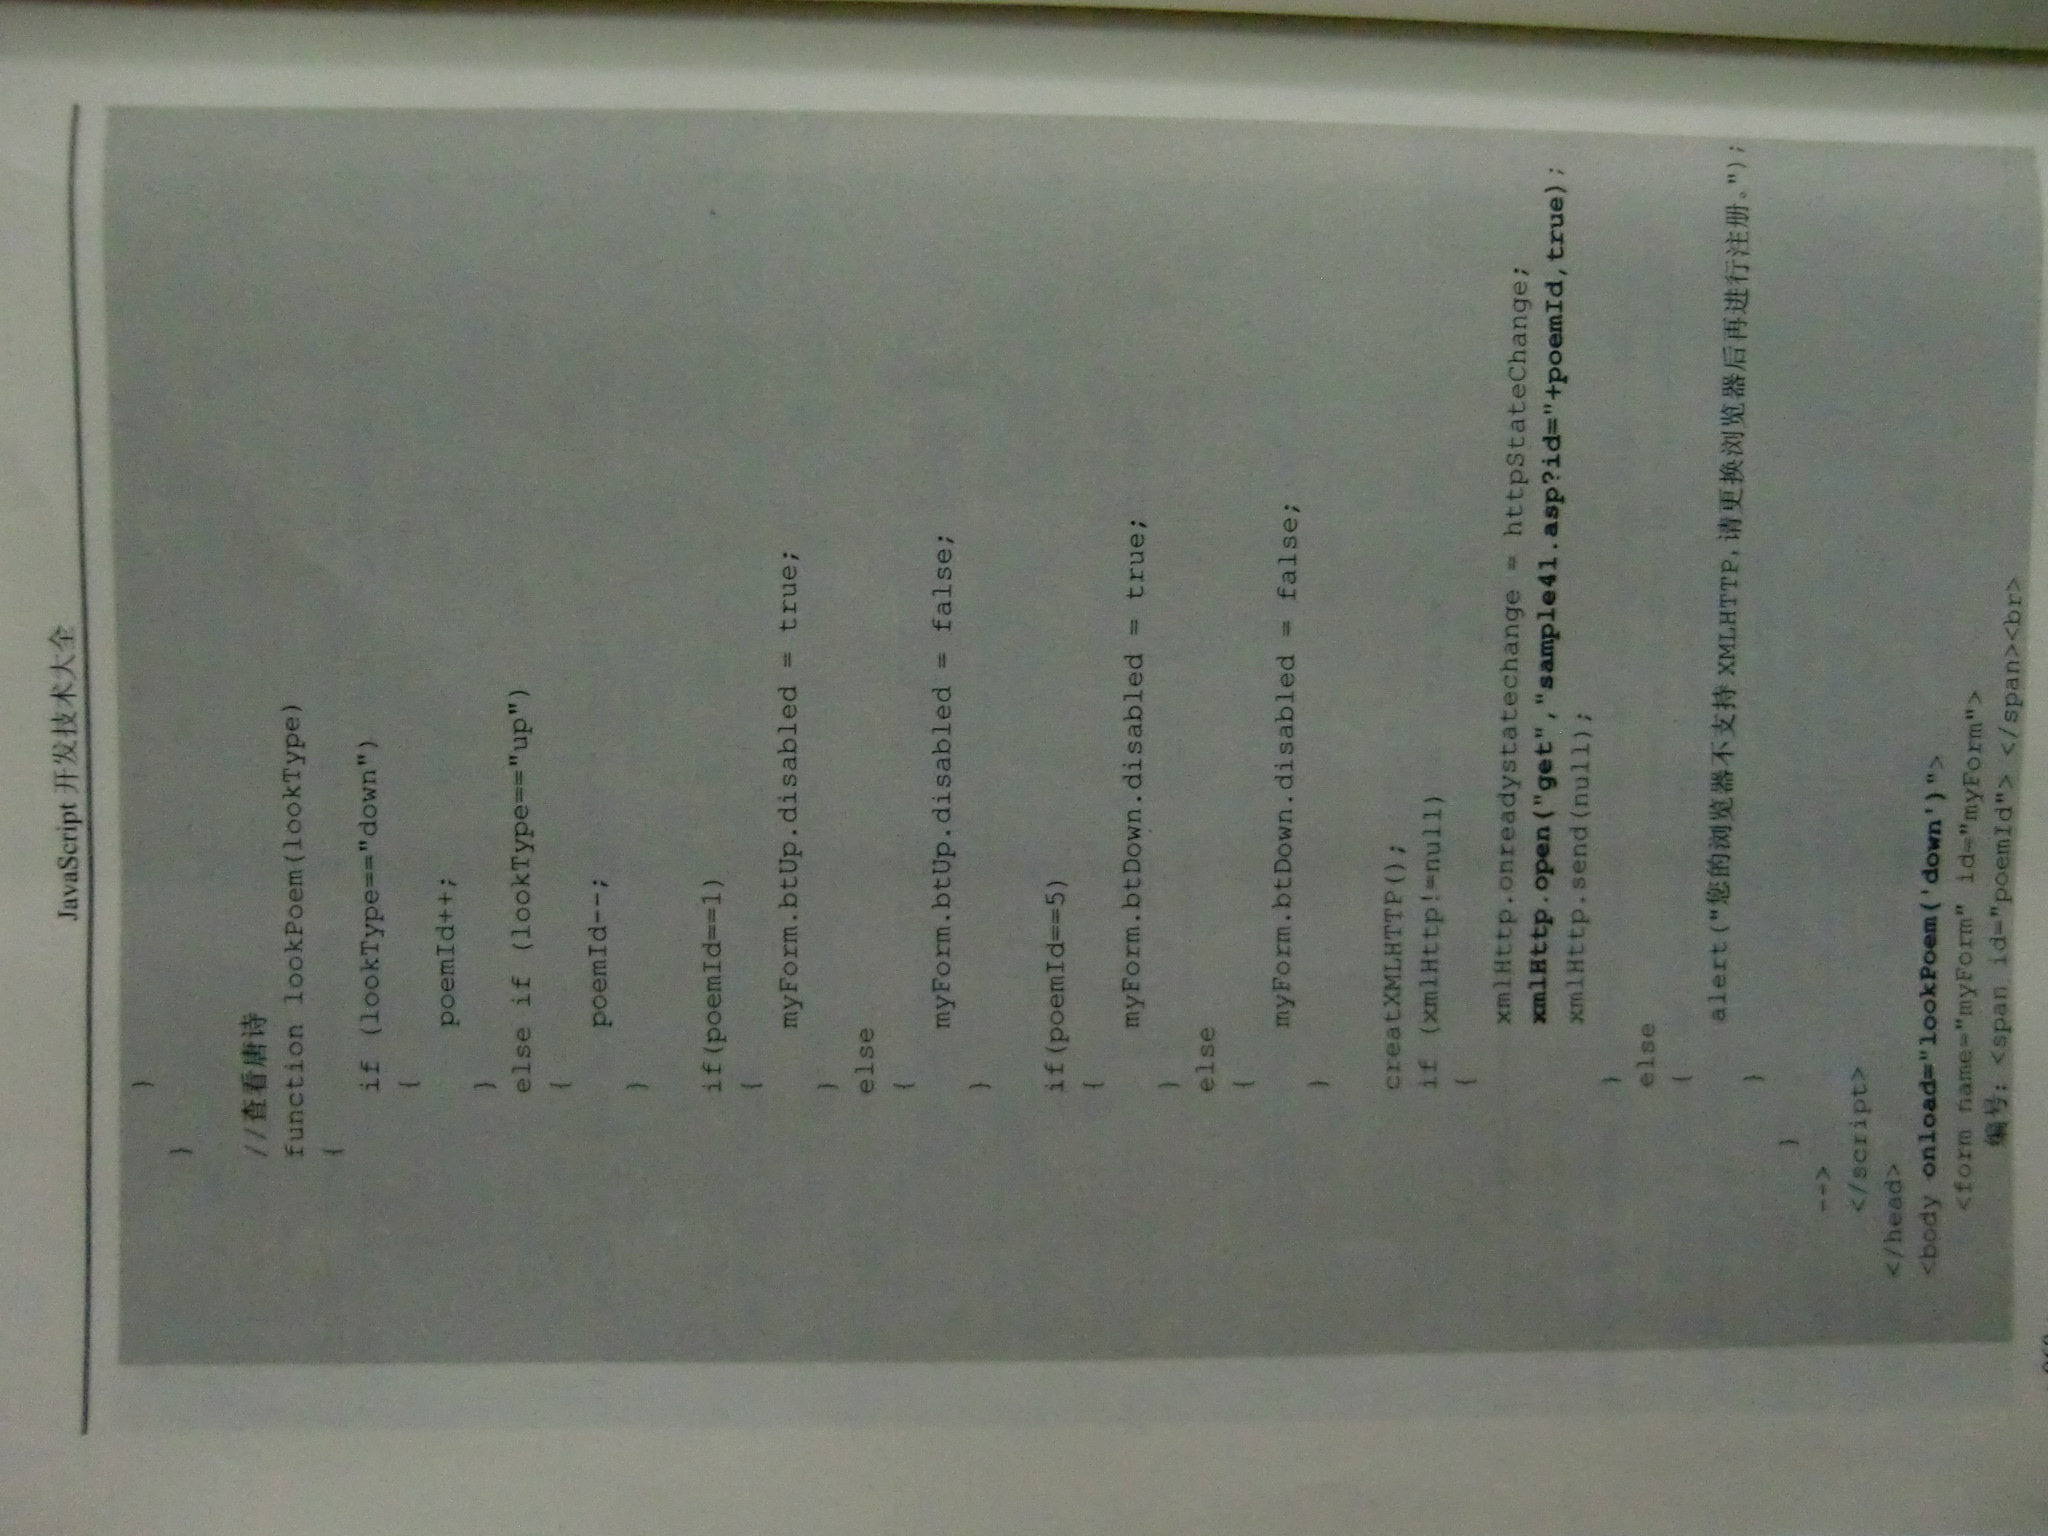 JavaScript 开发技术大全
}
}
//查看唐诗
function lookPoem(lookType)
{
if (lookType=="down")
{
poemId++;
}
else if (lookType=="up")
{
poemId--;
}
if(poemId==1)
{
myForm.btUp.disabled = true;
}
else
{
myForm.btUp.disabled = false;
}
if(poemId==5)
{
myForm.btDown.disabled = true;
}
else
{
myForm.btDown.disabled = false;
}
creatXMLHTTP();
if (xmlHttp!=null)
{
xmlHttp.onreadystatechange = httpStateChange;
xmlHttp.open("get","sample41.asp?id="+poemId,true);
xmlHttp.send(null);
}
else
{
alert("您的浏览器不支持 XMLHTTP,请更换浏览器后再进行注册。");
}
}
-->
</script>
</head>
<body onload="lookPoem('down')">
<form name="myForm" id="myForm">
编号: <span id="poemId"> </span><br>